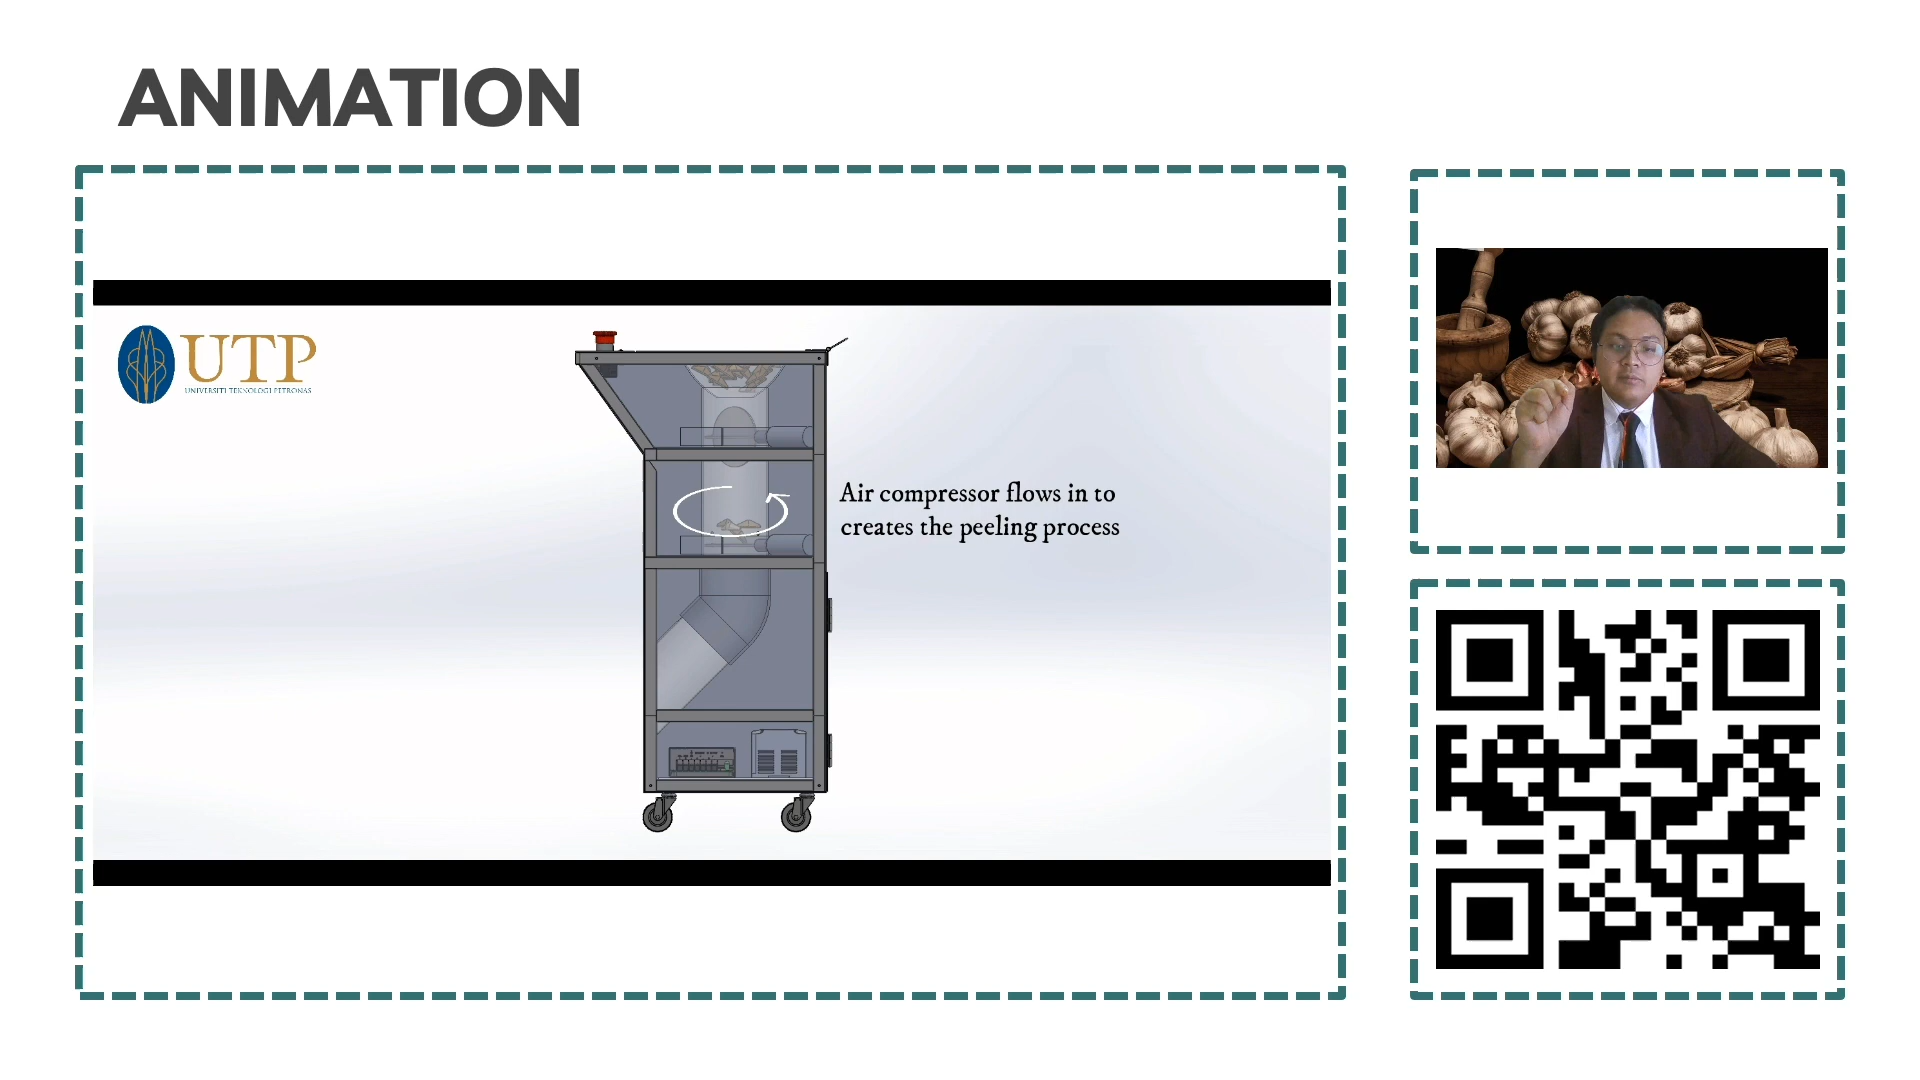 ANIMATION
UTP
UNIVERSITI TEKNOLOGI PETRONAS
Air compressor flows in to
creates the peeling process